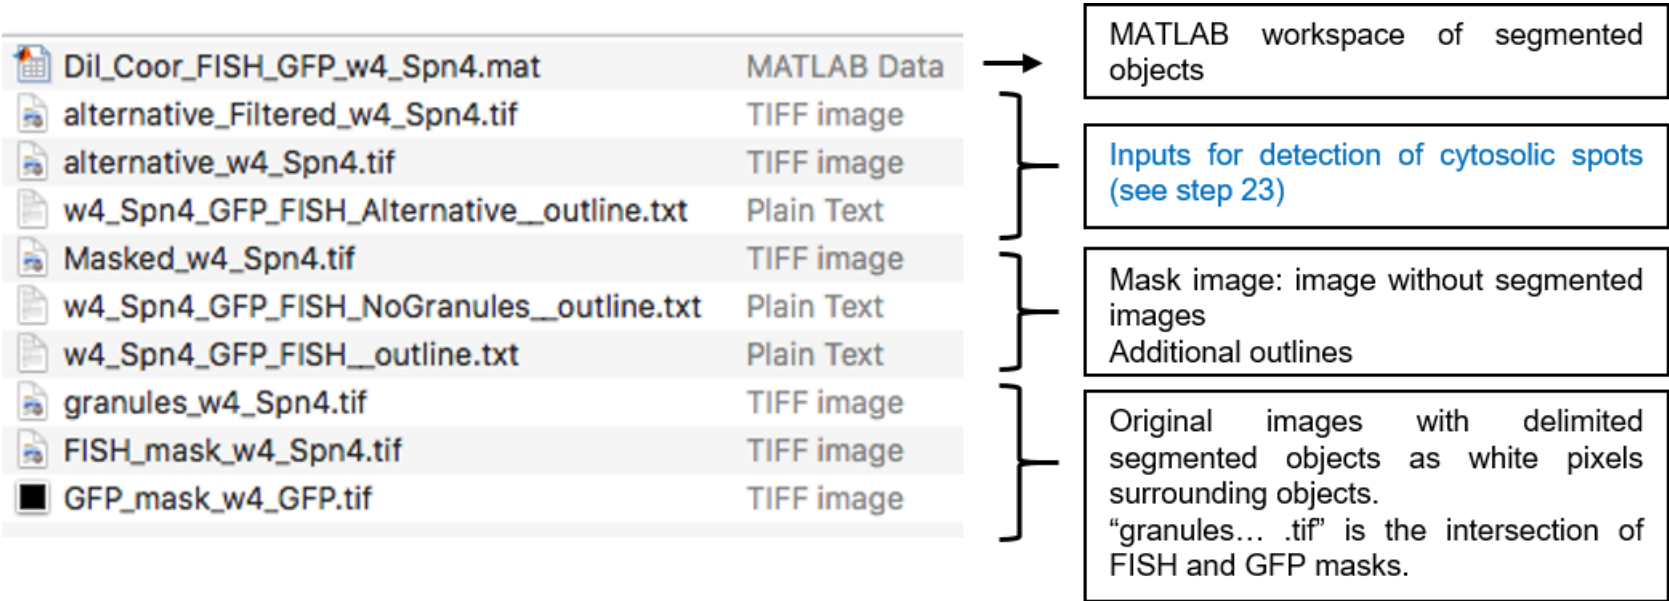 Dil_Coor_FISH_GFP_w4_Spn4.mat MATLAB Data
alternative_Filtered_w4_Spn4.tif TIFF image
alternative_w4_Spn4.tif TIFF image
w4_Spn4_GFP_FISH_Alternative__outline.txt Plain Text
Masked_w4_Spn4.tif TIFF image
w4_Spn4_GFP_FISH_NoGranules__outline.txt Plain Text
w4_Spn4_GFP_FISH__outline.txt Plain Text
granules_w4_Spn4.tif TIFF image
FISH_mask_w4_Spn4.tif TIFF image
GFP_mask_w4_GFP.tif TIFF image
MATLAB workspace of segmented
objects
Inputs for detection of cytosolic spots
(see step 23)
Mask image: image without segmented
images
Additional outlines
Original images with delimited
segmented objects as white pixels
surrounding objects.
“granules… .tif” is the intersection of
FISH and GFP masks.